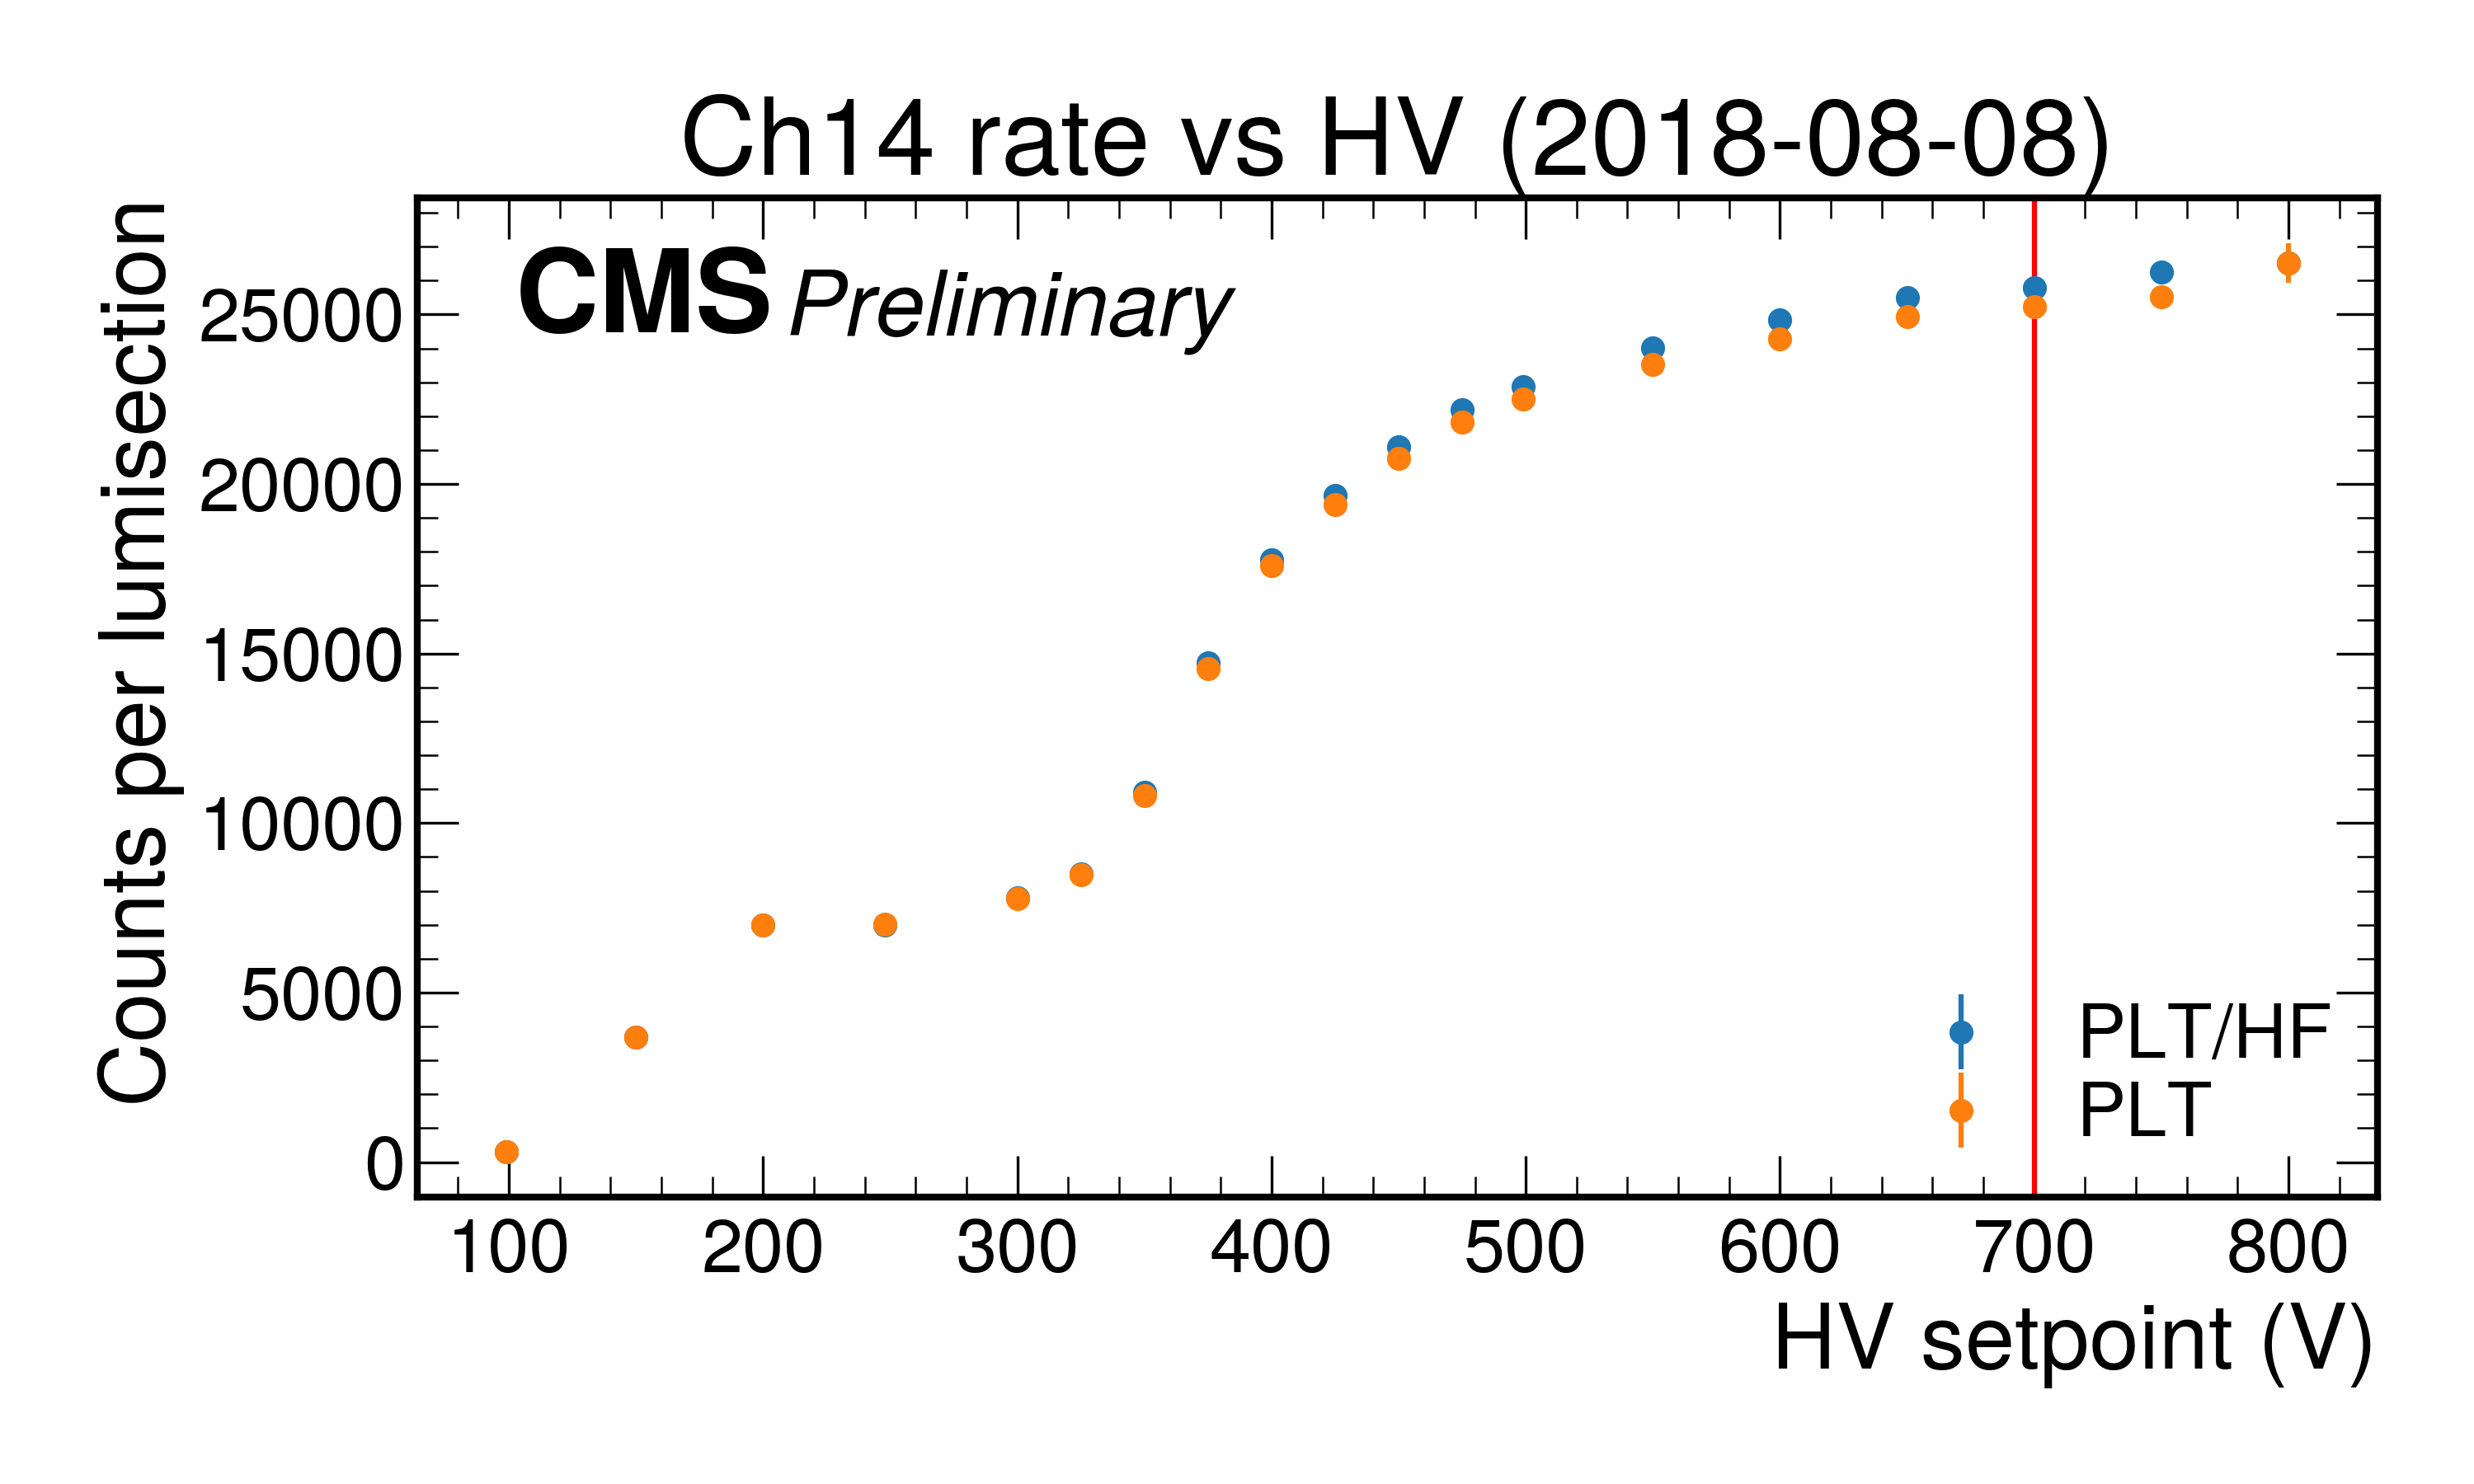 Ch14 rate vs HV (2018-08-08)
CMS Preliminary
Counts per lumisection
25000
20000
15000
10000
5000
0
PLT/HF
PLT
100 200 300 400 500 600 700 800
HV setpoint (V)